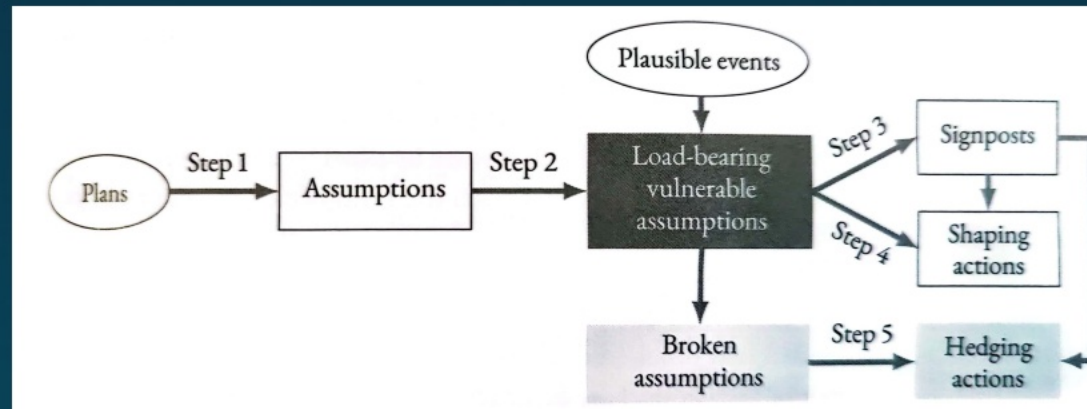 Plausible events
Step 1
Step 2
Step 3
Signposts
Plans
Assumptions
Load-bearing
vulnerable
assumptions
Step 4
Shaping
actions
Broken
assumptions
Step 5
Hedging
actions